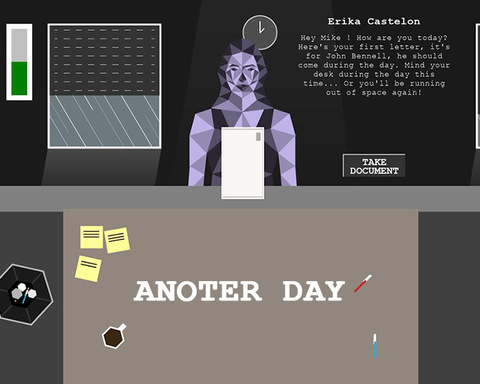 Erika Castelon
Hey Mike ! How are you today?
Here's your first letter, it's
for John Bennell, he should
come during the day. Mind your
desk during the day this
time... Or you'll be running
out of space again!
TAKE
DOCUMENT
ANOTER DAY